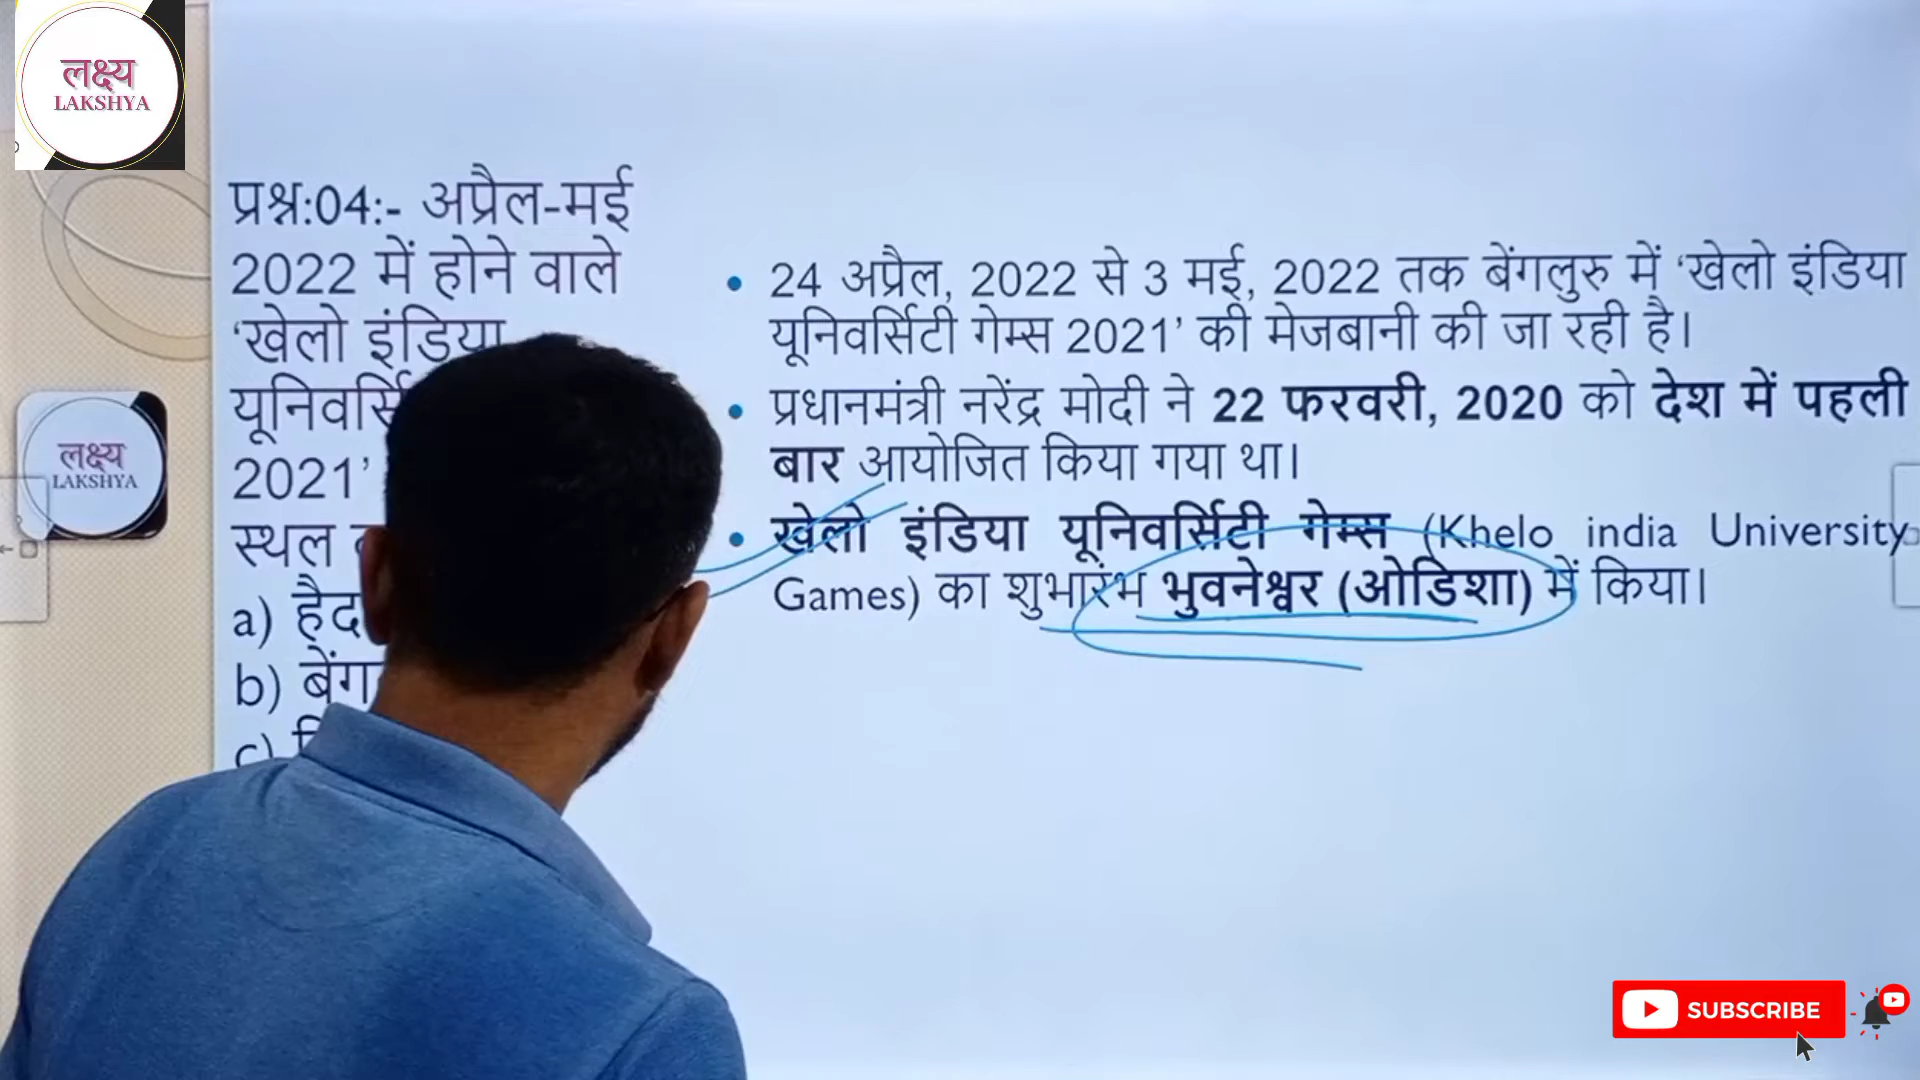 लक्ष्य
LAKSHYA
प्रश्न:04:- अप्रैल-मई
2022 में होने वाले
‘खेलो इंडिया
2021’
स्थल
a)
b)
c)
लक्ष्य
LAKSHYA
• 24 अप्रैल, 2022 से 3 मई, 2022 तक बेंगलुरु में ‘खेलो इंडिया
यूनिवर्सिटी गेम्स 2021’ की मेजबानी की जा रही है।
• प्रधानमंत्री नरेंद्र मोदी ने 22 फरवरी, 2020 को देश में पहली
बार आयोजित किया गया था।
• खेलो इंडिया यूनिवर्सिटी गेम्स (Khelo india University
Games) का शुभारंभ भुवनेश्वर (ओडिशा) में किया।
SUBSCRIBE